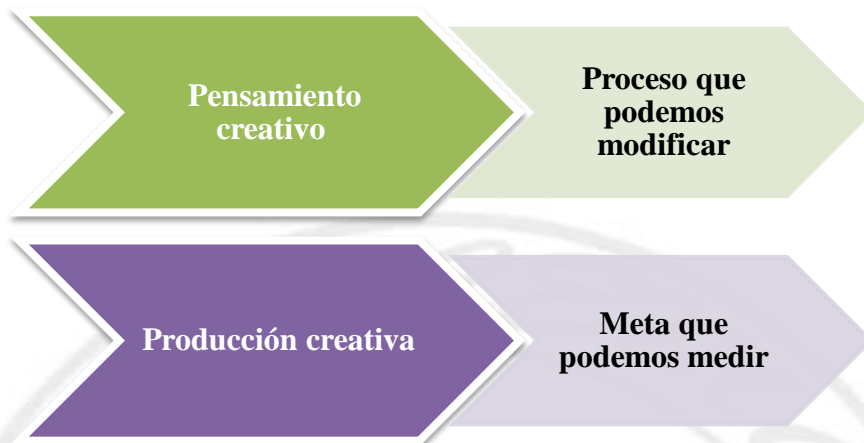 Pensamiento
creativo
Proceso que
podemos
modificar
Producción creativa
Meta que
podemos medir